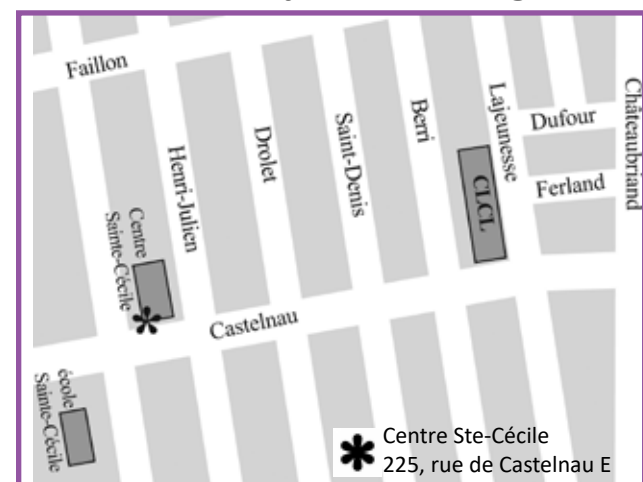 Faillon
Henri-Julien
Drolet
Saint-Denis
Berri
Lajeunesse
Dufour
Ferland
Châteaubriand
CLCL
Centre
Sainte-Cécile
Castelnau
école
Sainte-Cécile
Centre Ste-Cécile
225, rue de Castelnau E